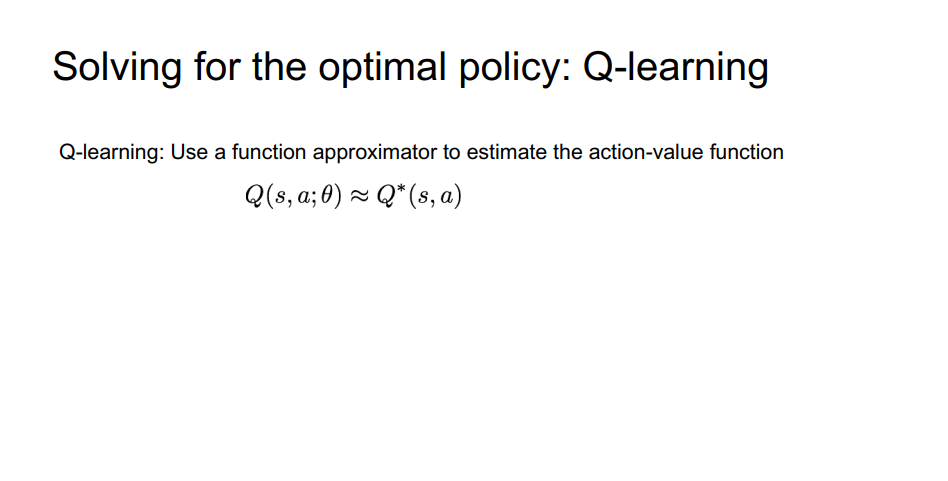 Solving for the optimal policy: Q-learning
Q-learning: Use a function approximator to estimate the action-value function
Q(s, a; θ) ≈ Q*(s, a)